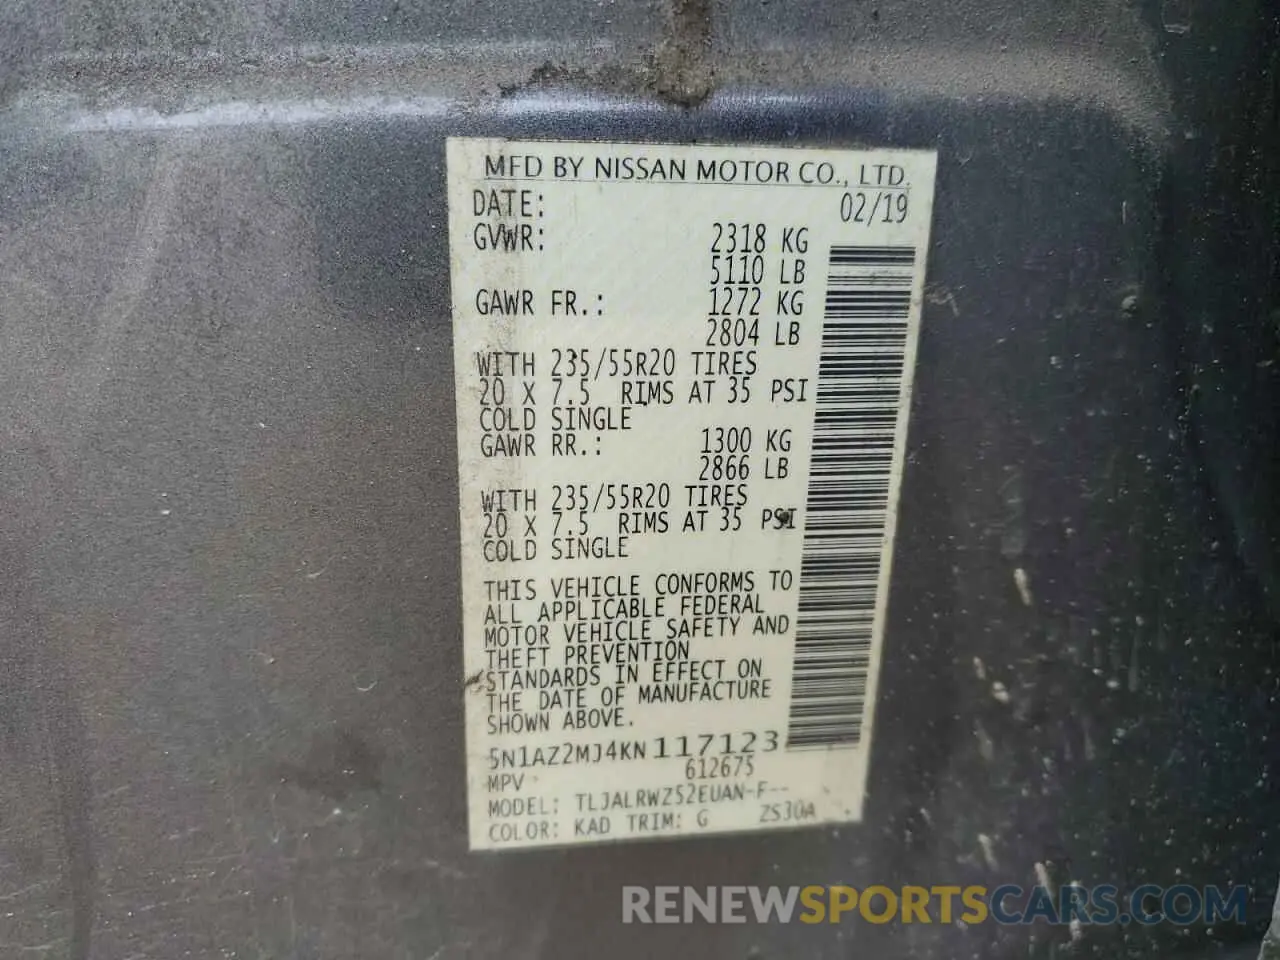 MFD BY NISSAN MOTOR CO., LTD.
DATE: 02/19
GVWR: 2318 KG
5110 LB
GAWR FR.: 1272 KG
2804 LB
WITH 235/55R20 TIRES
20 X 7.5 RIMS AT 35 PSI
COLD SINGLE
GAWR RR.: 1300 KG
2866 LB
WITH 235/55R20 TIRES
20 X 7.5 RIMS AT 35 PSI
COLD SINGLE
THIS VEHICLE CONFORMS TO
ALL APPLICABLE FEDERAL
MOTOR VEHICLE SAFETY AND
THEFT PREVENTION
STANDARDS IN EFFECT ON
THE DATE OF MANUFACTURE
SHOWN ABOVE.
5N1AZ2MJ4KN117123
612675
MPV
MODEL: TLJALRWZ52EUAN-F--
COLOR: KAD TRIM: G ZS30A
RENEWSPORTSCARS.COM